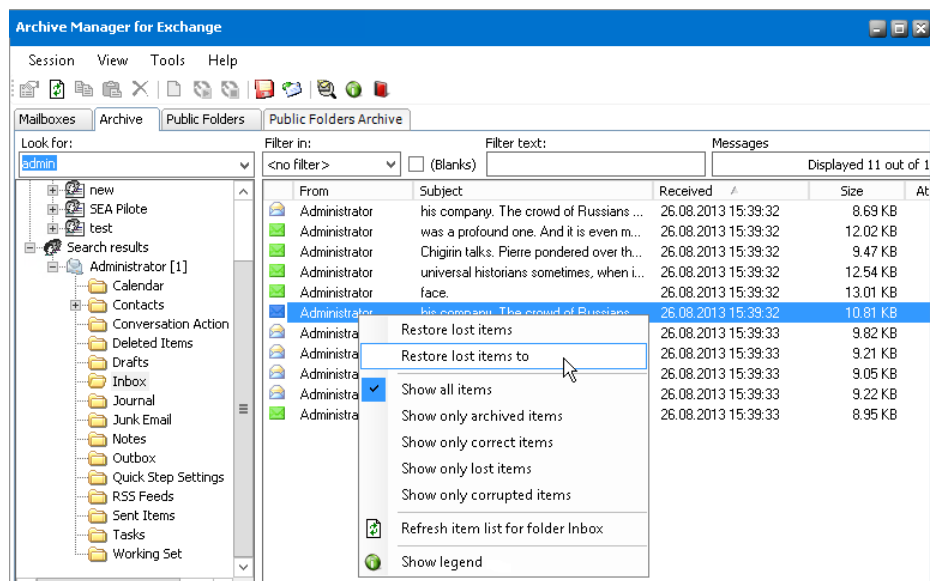 Archive Manager for Exchange
Session View Tools Help
Mailboxes Archive Public Folders Public Folders Archive
Look for: Filter in: Filter text: Messages
admin <no filter> (Blanks) Displayed 11 out of 1
From Subject Received Size At
new
SEA Pilote
test
Search results
Administrator [1]
Calendar
Contacts
Conversation Action
Deleted Items
Drafts
Inbox
Journal
Junk Email
Notes
Outbox
Quick Step Settings
RSS Feeds
Sent Items
Tasks
Working Set
Administrator his company. The crowd of Russians ... 26.08.2013 15:39:32 8.69 KB
Administrator was a profound one. And it is even m... 26.08.2013 15:39:32 12.02 KB
Administrator Chigirin talks. Pierre pondered over th... 26.08.2013 15:39:32 9.47 KB
Administrator universal historians sometimes, when i... 26.08.2013 15:39:32 12.54 KB
Administrator face. 26.08.2013 15:39:32 13.01 KB
Administrator his company. The crowd of Russians 26.08.2013 15:39:32 10.81 KB
Administra 26.08.2013 15:39:33 9.82 KB
Administra 26.08.2013 15:39:33 9.21 KB
Administra 26.08.2013 15:39:33 9.05 KB
Administra 26.08.2013 15:39:33 9.22 KB
Administra 26.08.2013 15:39:33 8.95 KB
Restore lost items
Restore lost items to
Show all items
Show only archived items
Show only correct items
Show only lost items
Show only corrupted items
Refresh item list for folder Inbox
Show legend